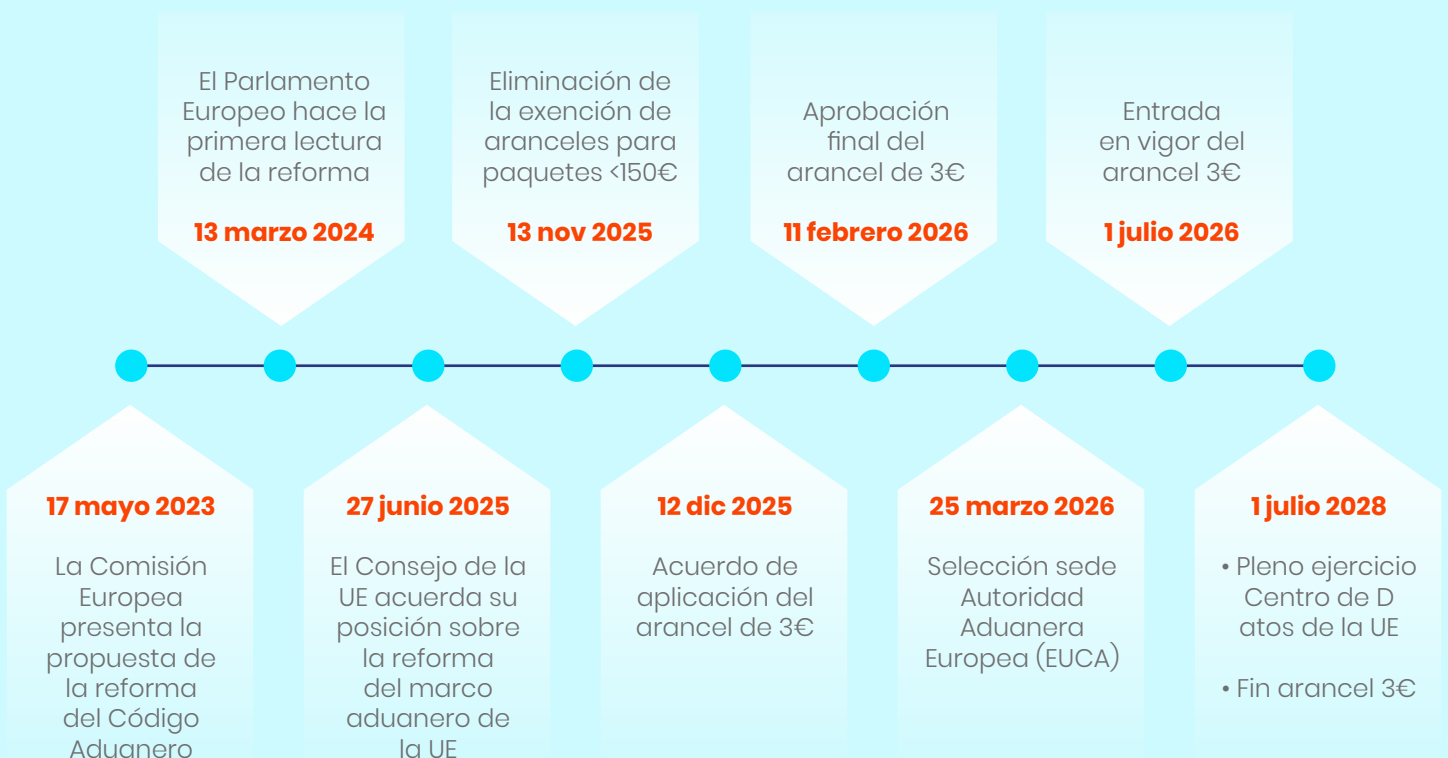 El Parlamento
Europeo hace la
primera lectura
de la reforma
13 marzo 2024
Eliminación de
la exención de
aranceles para
paquetes <150€
13 nov 2025
Aprobación
final del
arancel de 3€
11 febrero 2026
Entrada
en vigor del
arancel 3€
1 julio 2026
17 mayo 2023
La Comisión
Europea
presenta la
propuesta de
la reforma
del Código
Aduanero
27 junio 2025
El Consejo de la
UE acuerda su
posición sobre
la reforma
del marco
aduanero de
la UE
12 dic 2025
Acuerdo de
aplicación del
arancel de 3€
25 marzo 2026
Selección sede
Autoridad
Aduanera
Europea (EUCA)
1 julio 2028
• Pleno ejercicio
Centro de D
atos de la UE
• Fin arancel 3€